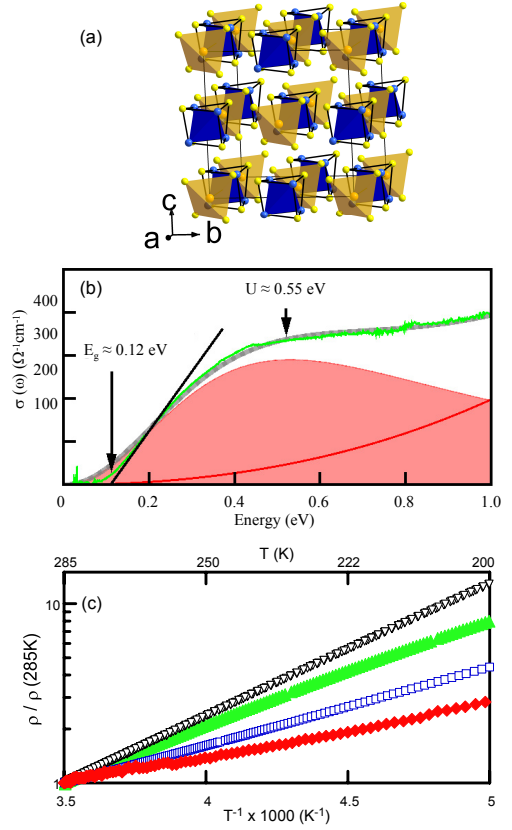 (a)
c
a
b
(b)
U ≈ 0.55 eV
E_g ≈ 0.12 eV
400
300
200
100
σ (ω) (Ω⁻¹cm⁻¹)
0
0.2
0.4
0.6
0.8
1.0
Energy (eV)
T (K)
285
250
222
200
(c)
10
1
ρ / ρ (285K)
3.5
4
4.5
5
T⁻¹ x 1000 (K⁻¹)